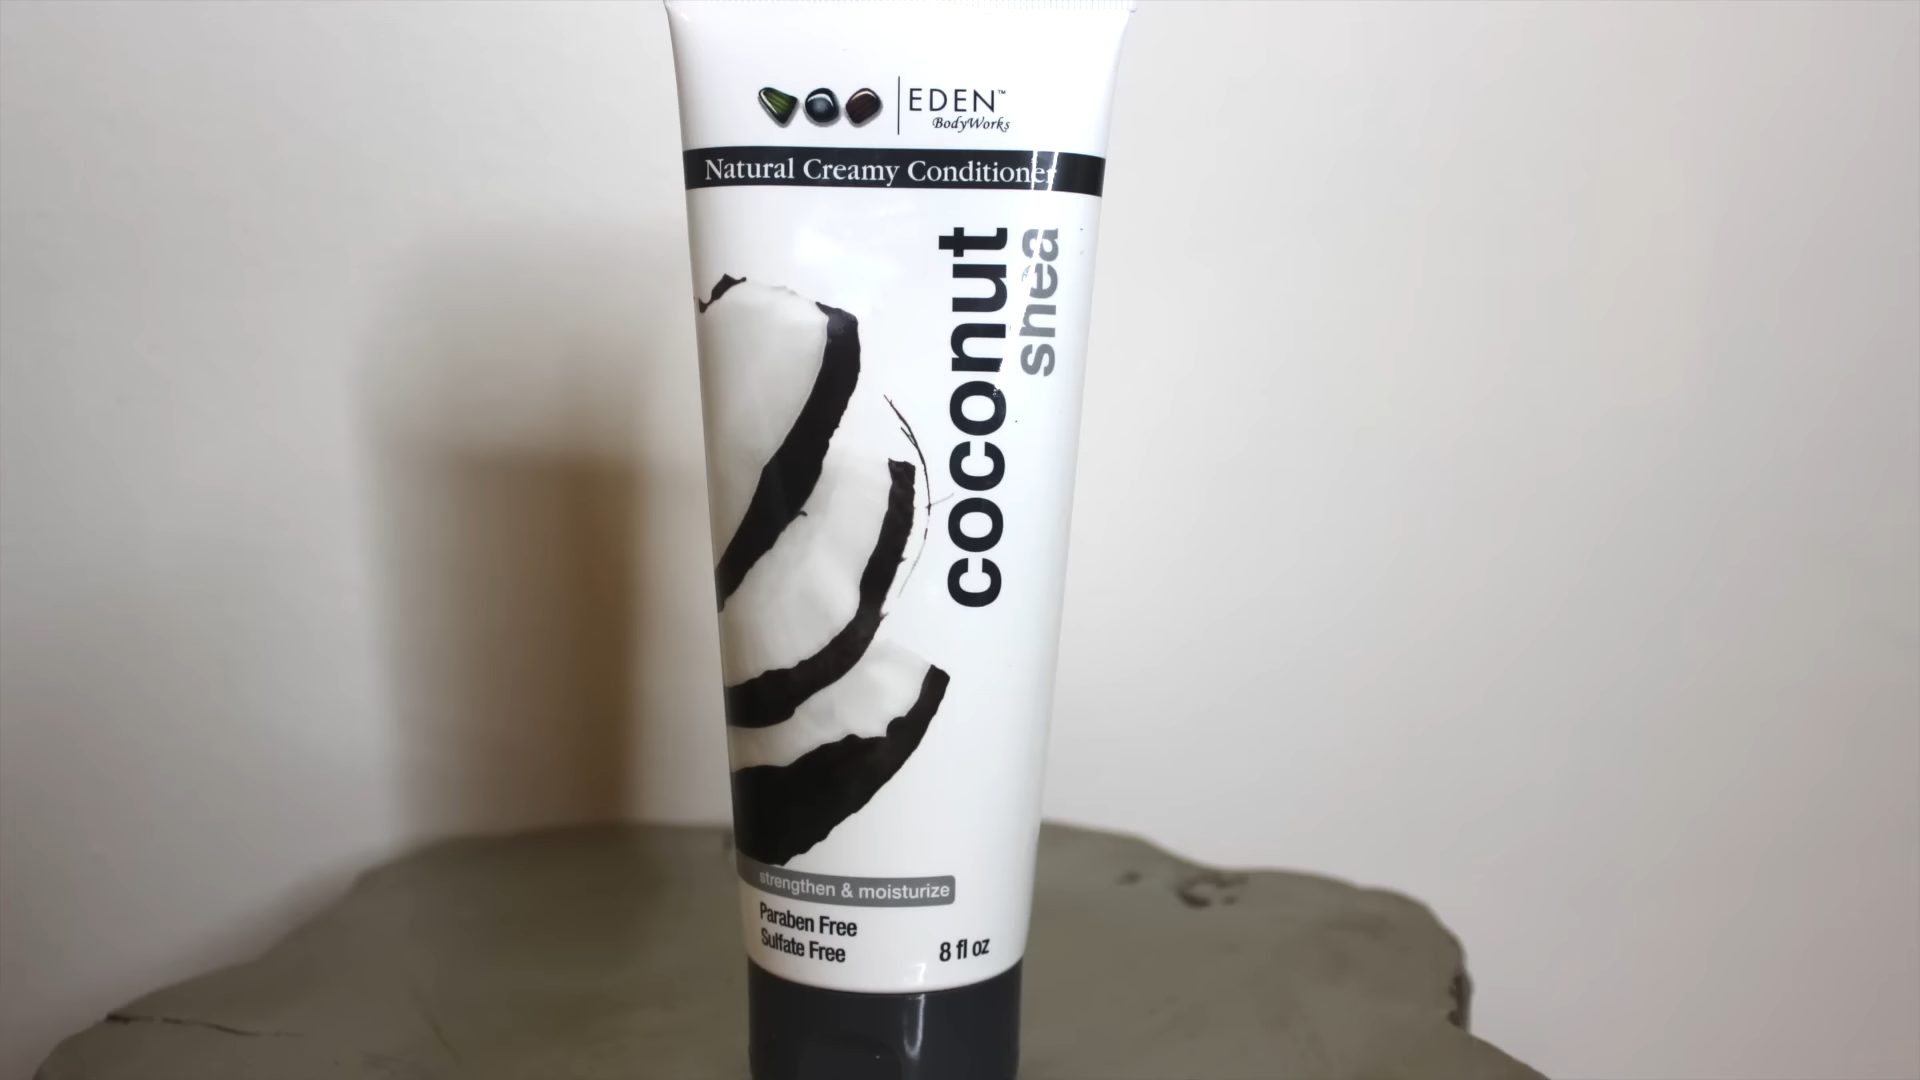 EDEN™
BodyWorks
Natural Creamy Conditioner
coconut
shea
strengthen & moisturize
Paraben Free
Sulfate Free
8 fl oz